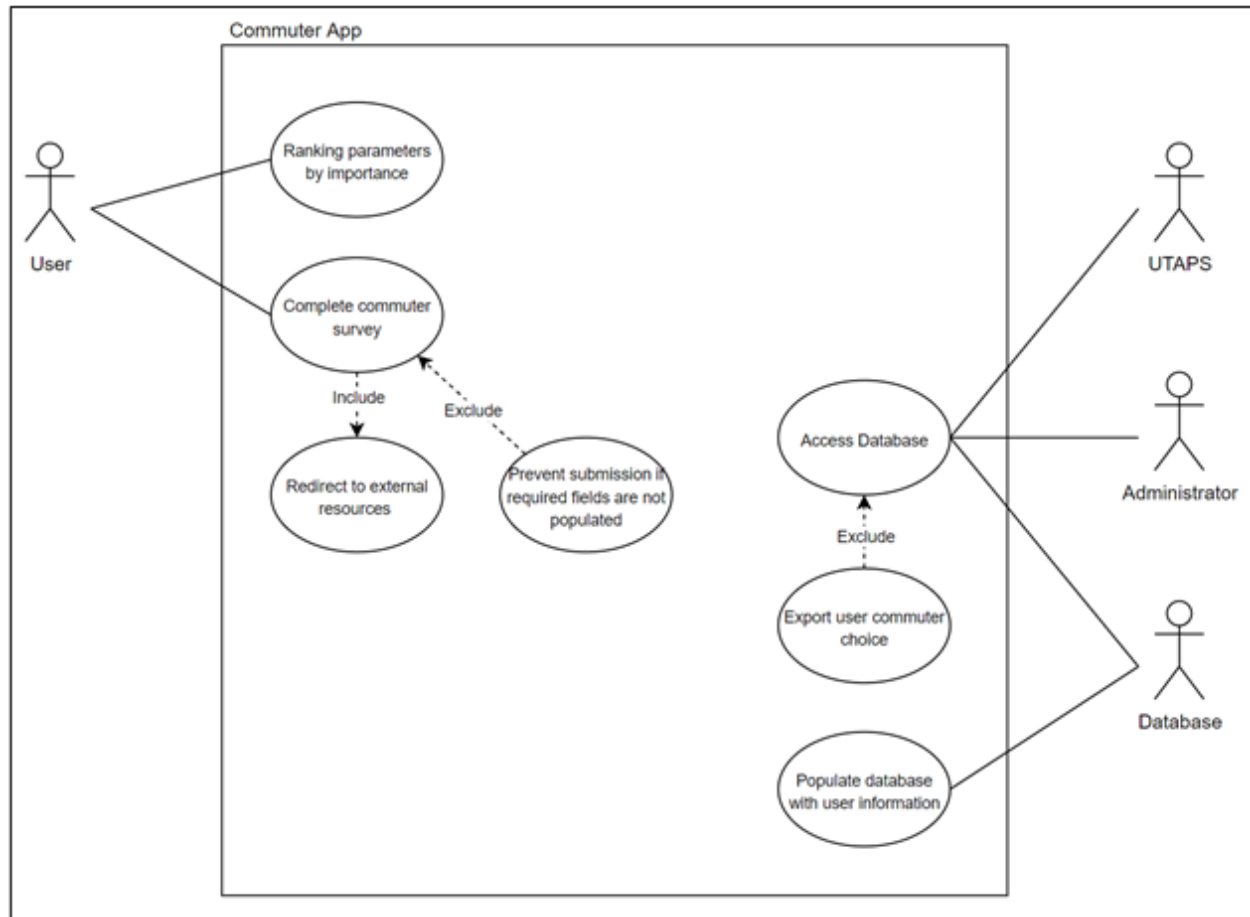 Commuter App
Ranking parameters
by importance
User
UTAPS
Complete commuter
survey
Include
Exclude
Access Database
Redirect to external
resources
Prevent submission if
required fields are not
populated
Administrator
Exclude
Export user commuter
choice
Database
Populate database
with user information